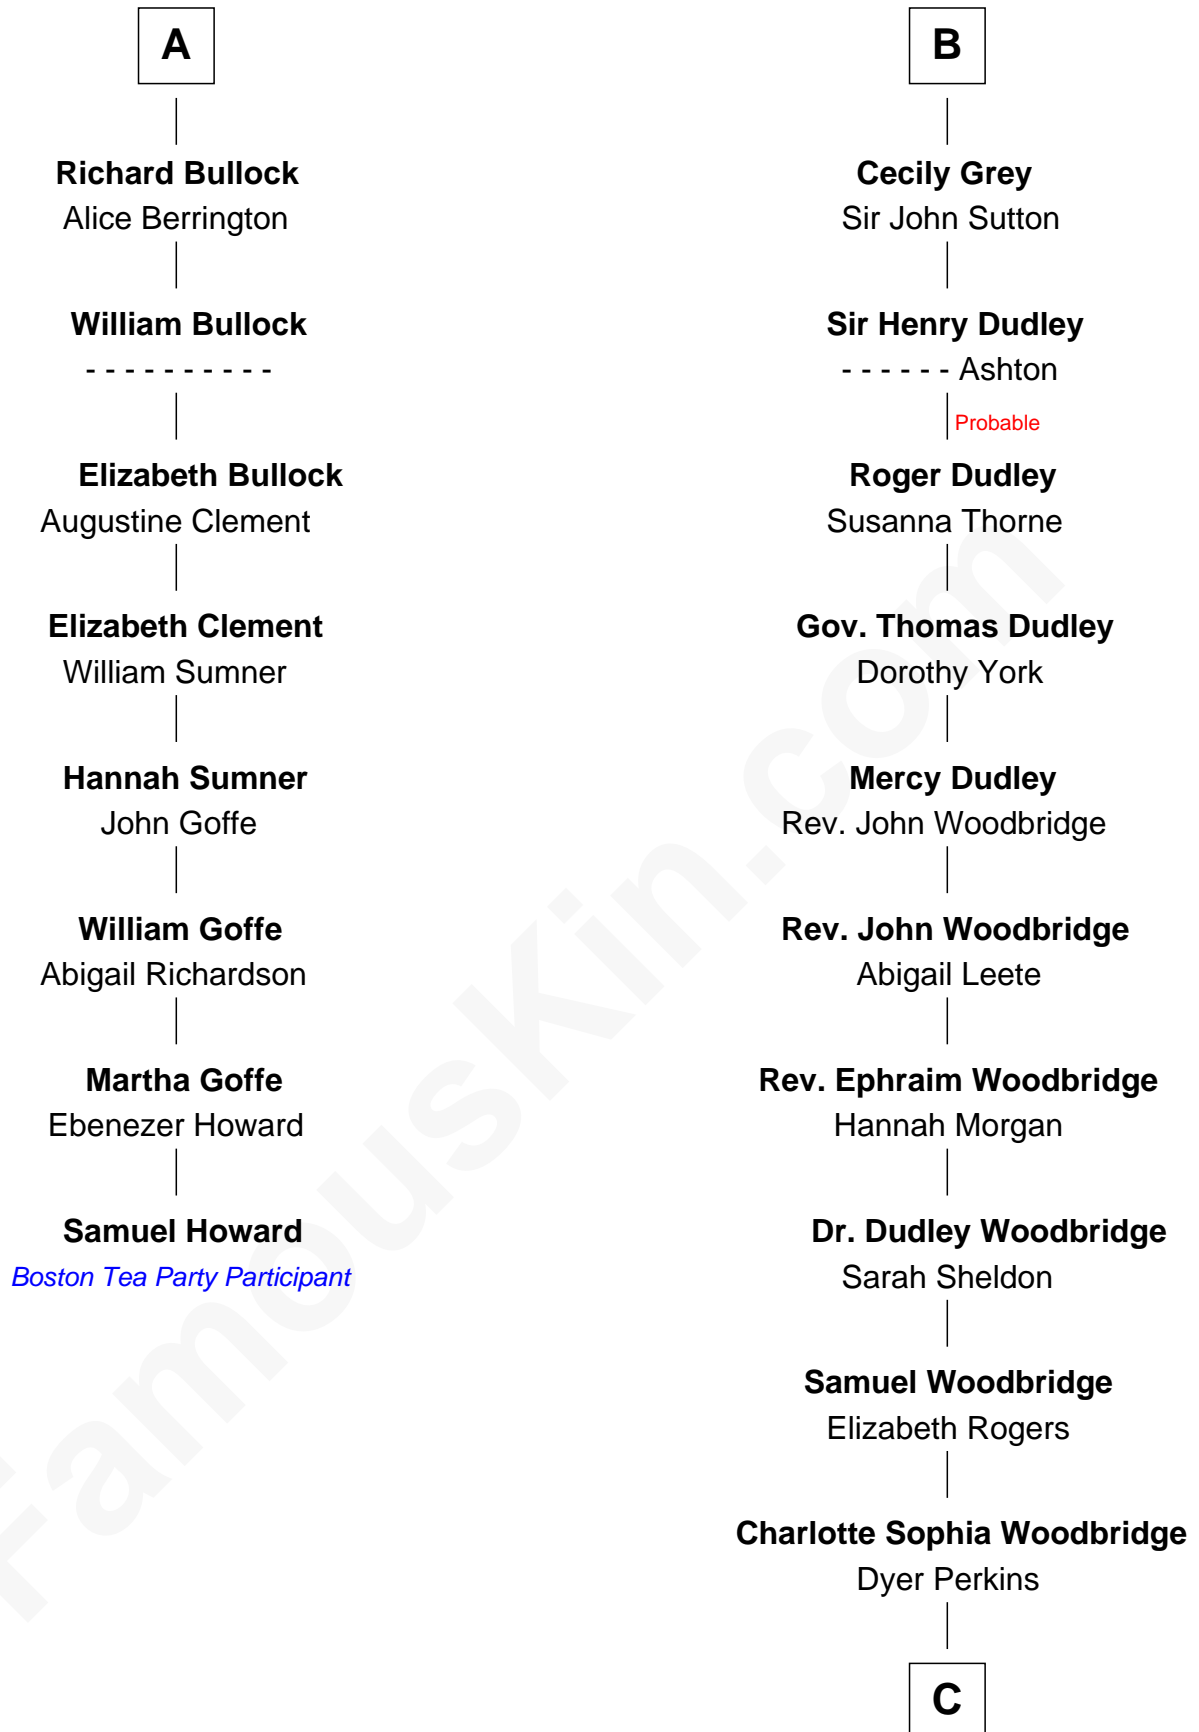 A
Richard Bullock
Alice Berrington
William Bullock
- - - - - - - - - -
Elizabeth Bullock
Augustine Clement
Elizabeth Clement
William Sumner
Hannah Sumner
John Goffe
William Goffe
Abigail Richardson
Martha Goffe
Ebenezer Howard
Samuel Howard
Boston Tea Party Participant
B
Cecily Grey
Sir John Sutton
Sir Henry Dudley
- - - - - - Ashton
Probable
Roger Dudley
Susanna Thorne
Gov. Thomas Dudley
Dorothy York
Mercy Dudley
Rev. John Woodbridge
Rev. John Woodbridge
Abigail Leete
Rev. Ephraim Woodbridge
Hannah Morgan
Dr. Dudley Woodbridge
Sarah Sheldon
Samuel Woodbridge
Elizabeth Rogers
Charlotte Sophia Woodbridge
Dyer Perkins
C
FamousKin.com